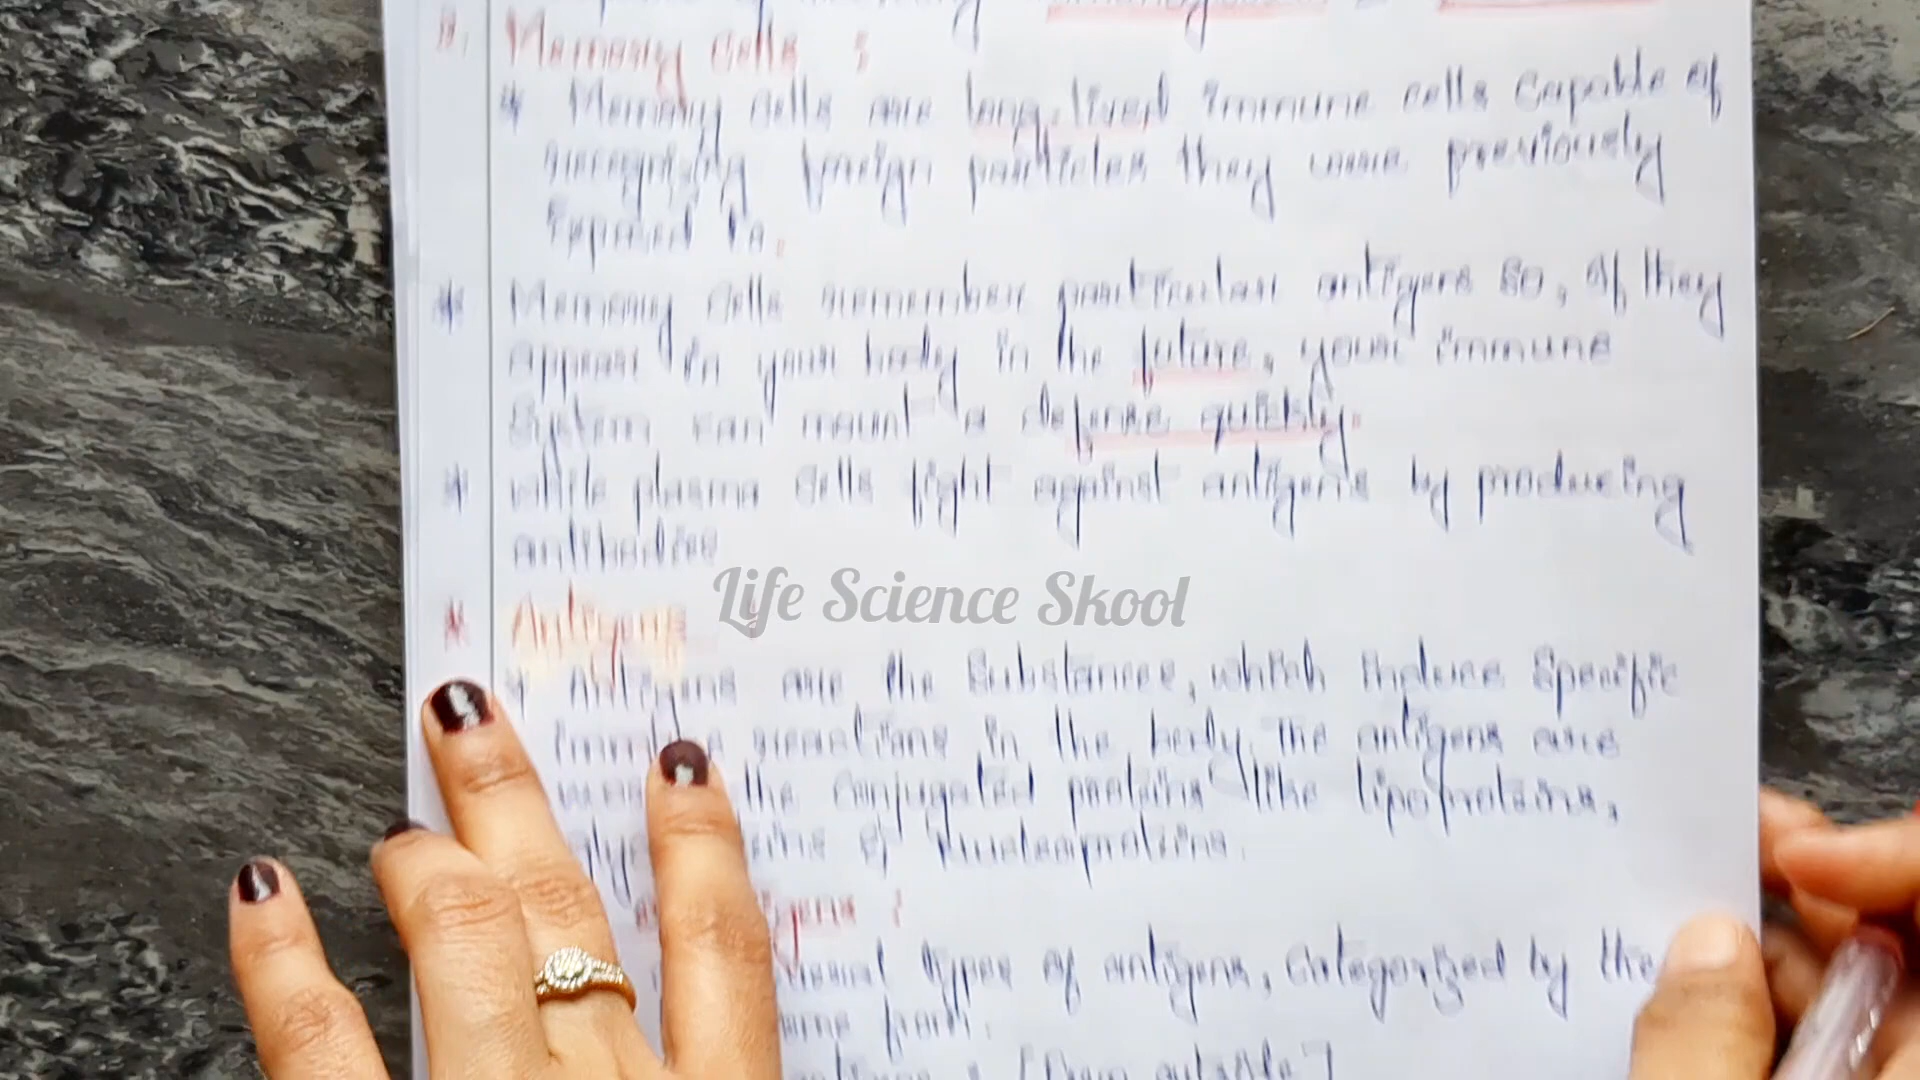 B. Memory Cells :
* Memory cells are long-lived immune cells capable of
recognizing foreign particles they were previously
exposed to.
* Memory cells remember particular antigens so, if they
appear in your body in the future, your immune
system can mount a defense quickly.
* while plasma cells fight against antigens by producing
antibodies
Life Science Skool
* Antigens :
* Antigens are the substances, which induce specific
immune reactions in the body. The antigens are
the conjugated proteins like lipoproteins,
& Nucleoproteins.
:
types of antigens, categorized by the
from.
: [From outside]